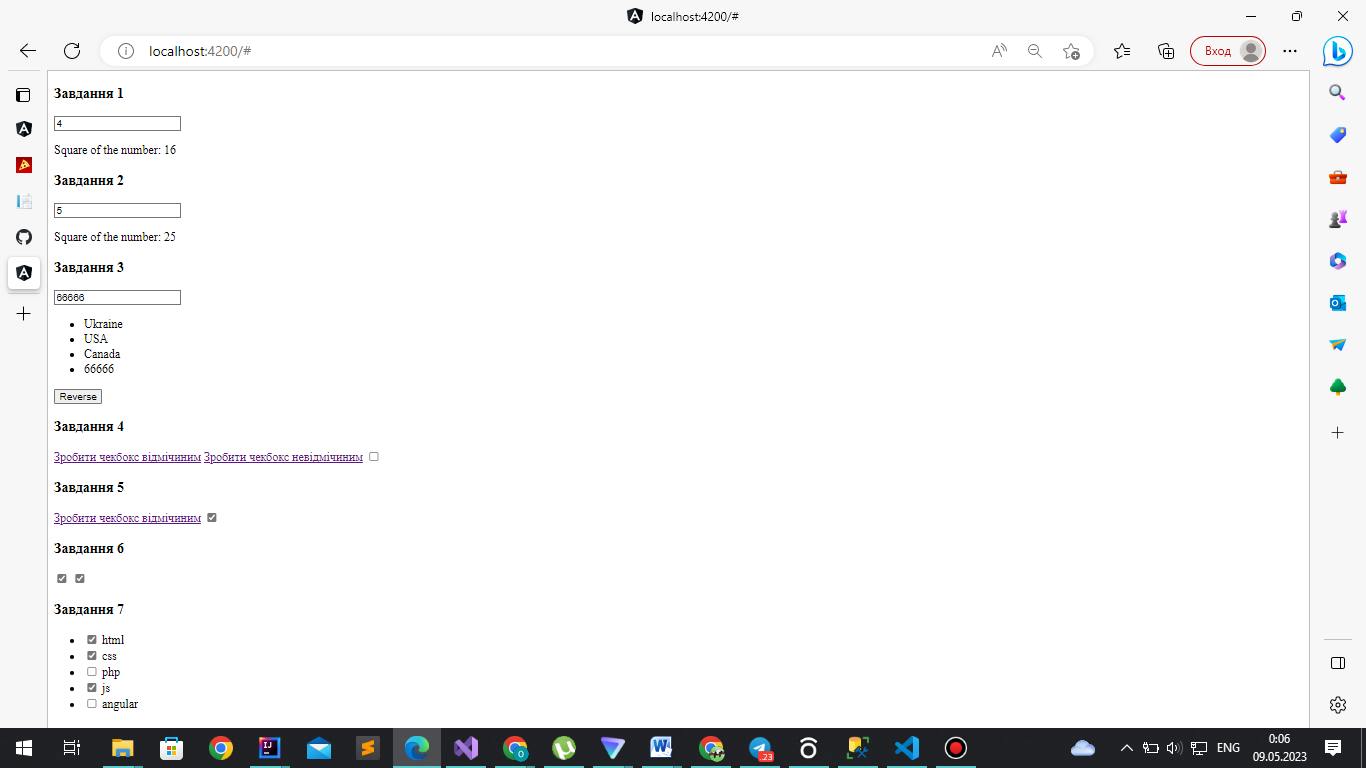 localhost:4200/#
localhost:4200/#
Вход
Завдання 1
4
Square of the number: 16
Завдання 2
5
Square of the number: 25
Завдання 3
66666
Ukraine
USA
Canada
66666
Reverse
Завдання 4
Зробити чекбокс відмічиним Зробити чекбокс невідмічиним
Завдання 5
Зробити чекбокс відмічиним
Завдання 6
Завдання 7
html
css
php
js
angular
ENG
0:06
09.05.2023